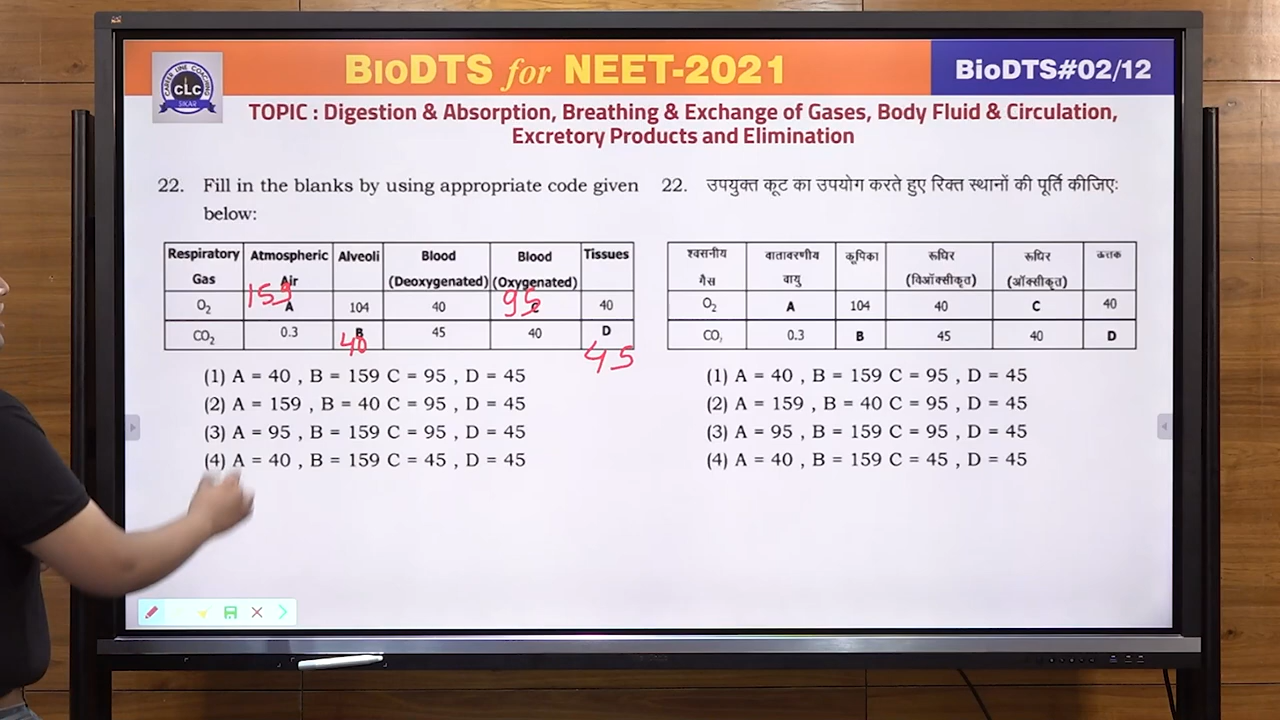 BIODTS for NEET-2021
BioDTS#02/12
CAREER LINE COACHING
CLC
SIKAR
TOPIC : Digestion & Absorption, Breathing & Exchange of Gases, Body Fluid & Circulation,
Excretory Products and Elimination
22. Fill in the blanks by using appropriate code given
below:
Respiratory Gas Atmospheric Air Alveoli Blood (Deoxygenated) Blood (Oxygenated) Tissues
O₂ A 104 40 C 40
159 95
CO₂ 0.3 B 45 40 D
40 45
(1) A = 40 , B = 159 C = 95 , D = 45
(2) A = 159 , B = 40 C = 95 , D = 45
(3) A = 95 , B = 159 C = 95 , D = 45
(4) A = 40 , B = 159 C = 45 , D = 45
22. उपयुक्त कूट का उपयोग करते हुए रिक्त स्थानों की पूर्ति कीजिए:
श्वसनीय गैस वातावरणीय वायु कूपिका रूधिर (विऑक्सीकृत) रूधिर (ऑक्सीकृत) ऊतक
O₂ A 104 40 C 40
CO₂ 0.3 B 45 40 D
(1) A = 40 , B = 159 C = 95 , D = 45
(2) A = 159 , B = 40 C = 95 , D = 45
(3) A = 95 , B = 159 C = 95 , D = 45
(4) A = 40 , B = 159 C = 45 , D = 45